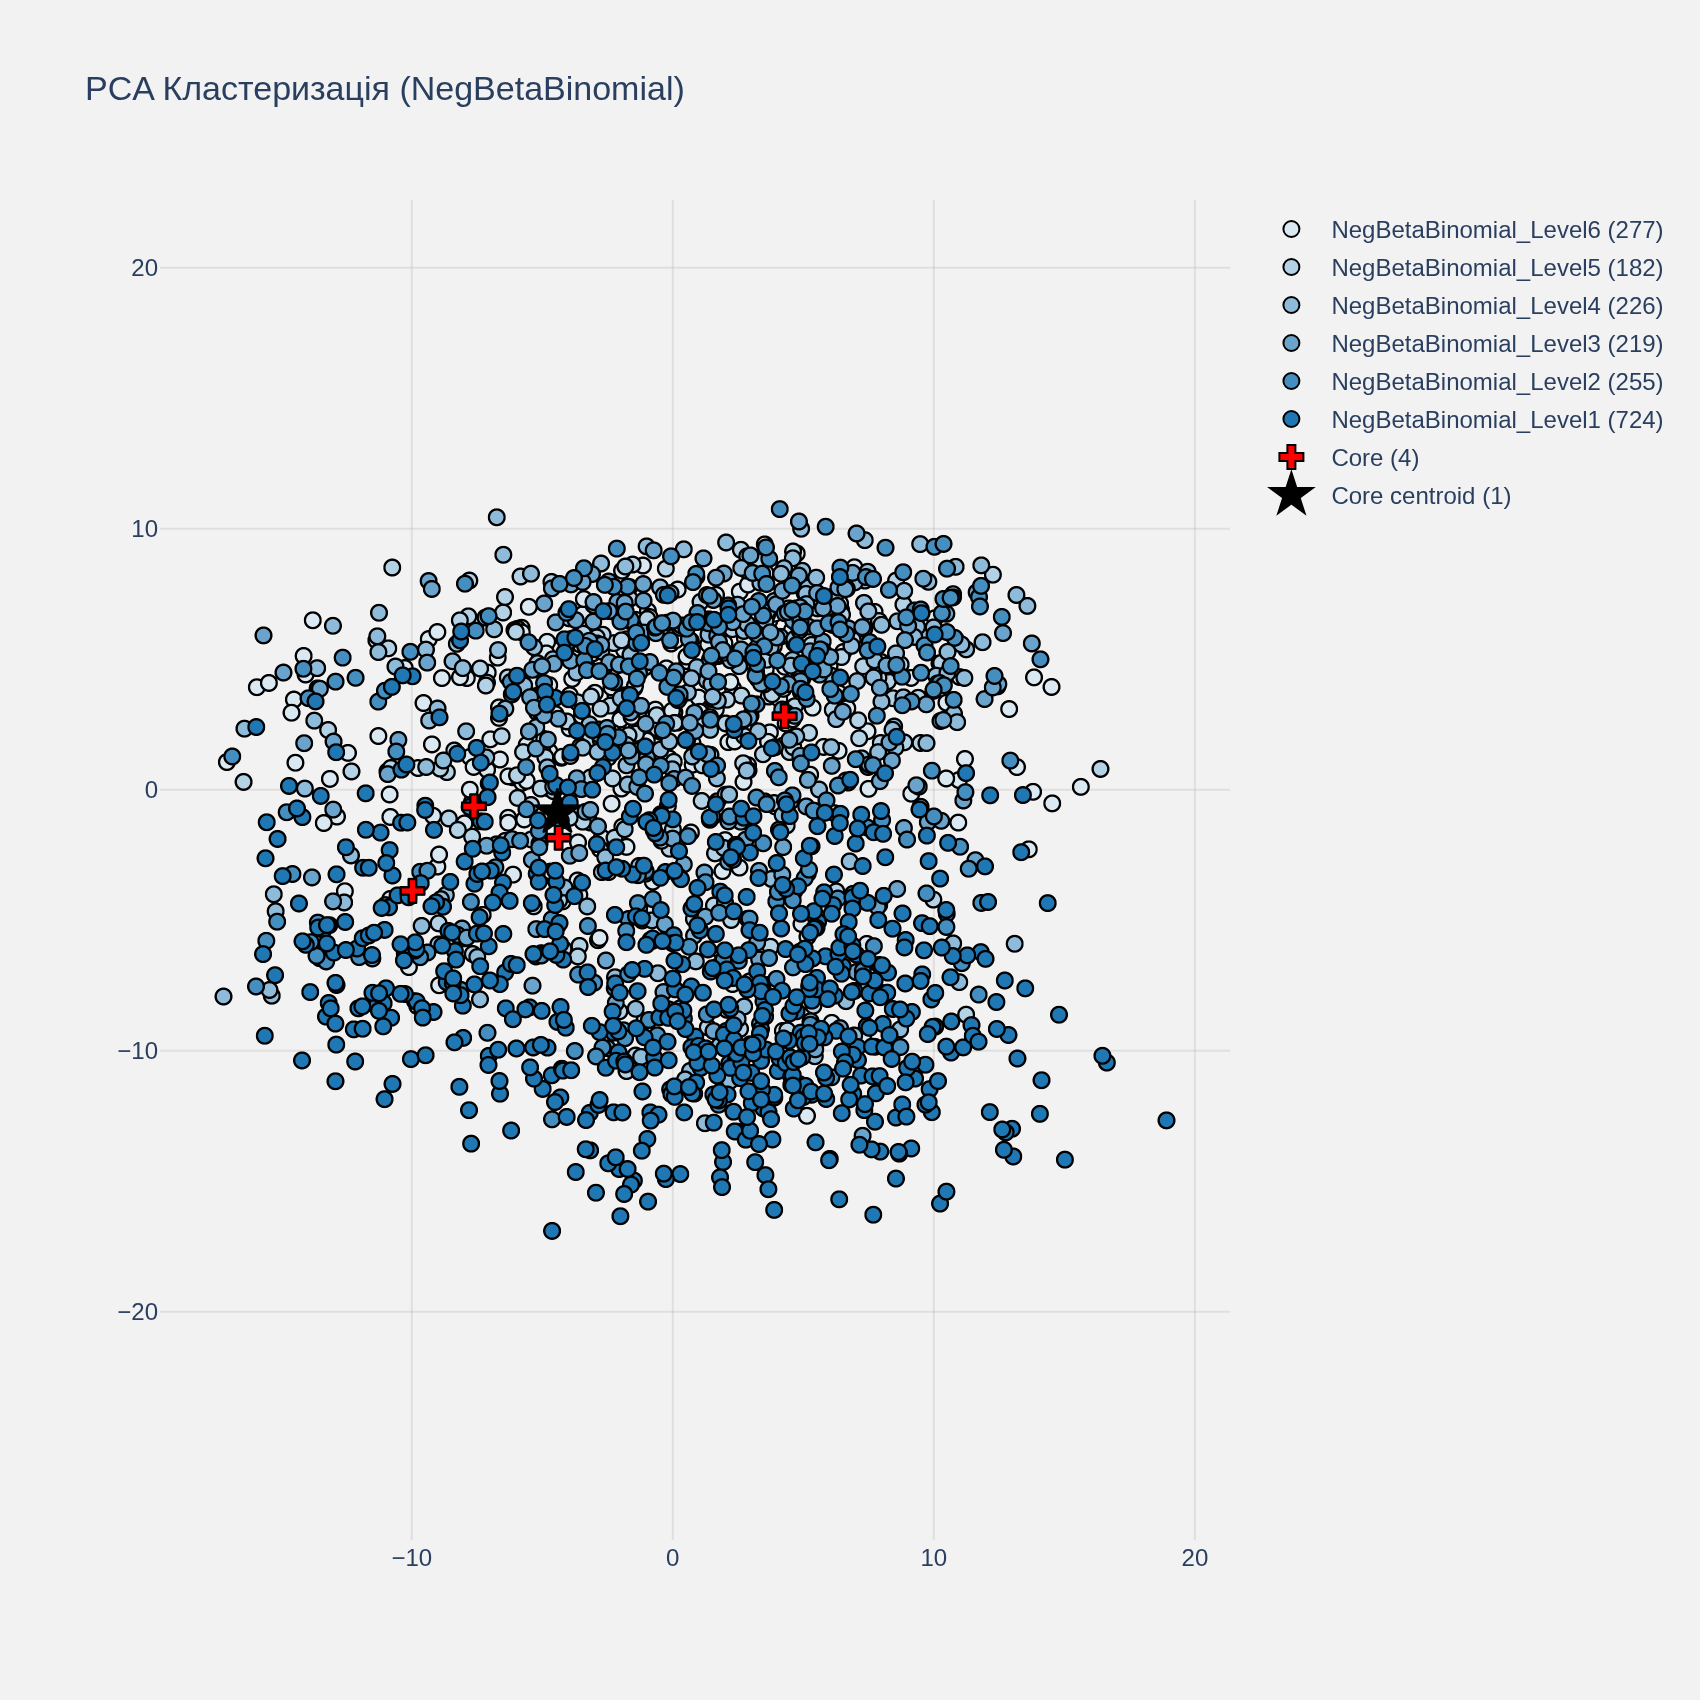 PCA Кластеризація (NegBetaBinomial)
NegBetaBinomial_Level6 (277)
NegBetaBinomial_Level5 (182)
NegBetaBinomial_Level4 (226)
NegBetaBinomial_Level3 (219)
NegBetaBinomial_Level2 (255)
NegBetaBinomial_Level1 (724)
Core (4)
Core centroid (1)
20
10
0
−10
−20
−10 0 10 20